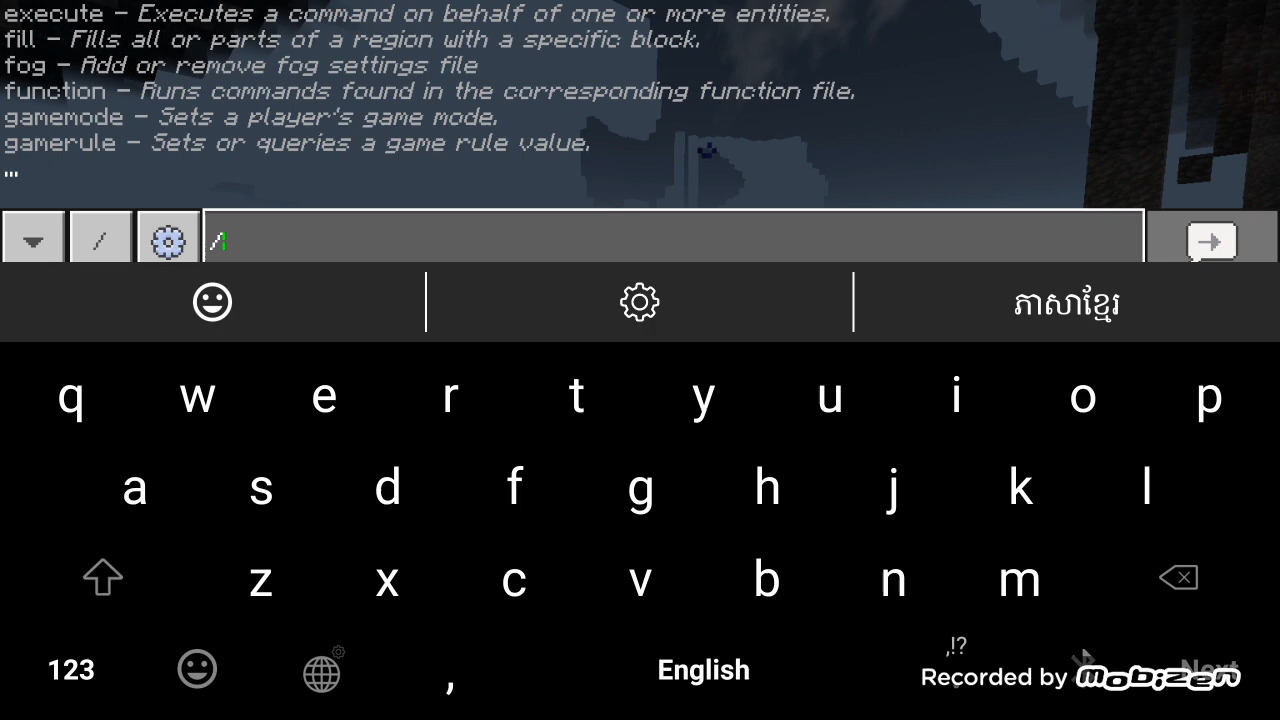 execute – Executes a command on behalf of one or more entities.
fill – Fills all or parts of a region with a specific block.
fog – Add or remove fog settings file
function – Runs commands found in the corresponding function file.
gamemode – Sets a player's game mode.
gamerule – Sets or queries a game rule value.
...
/
/
ភាសាខ្មែរ
q w e r t y u i o p
a s d f g h j k l
z x c v b n m
,!?
123 , English . Next
Recorded by mobizen